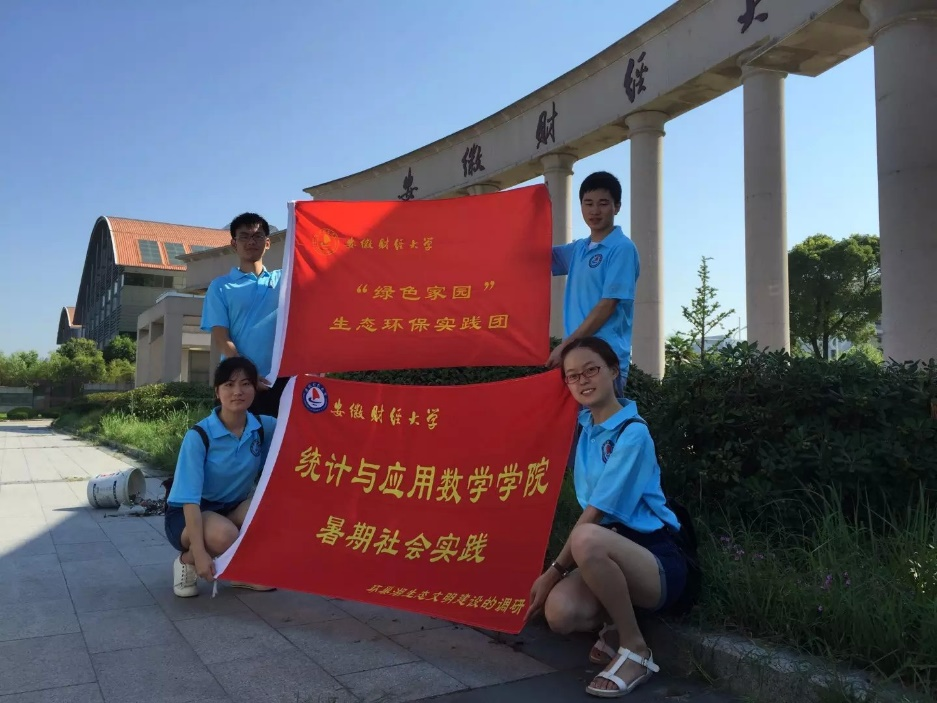 安徽财经大
安徽财经大学
“绿色家园”
生态环保实践团
安徽财经大学
统计与应用数学学院
暑期社会实践
环巢湖生态文明建设的调研